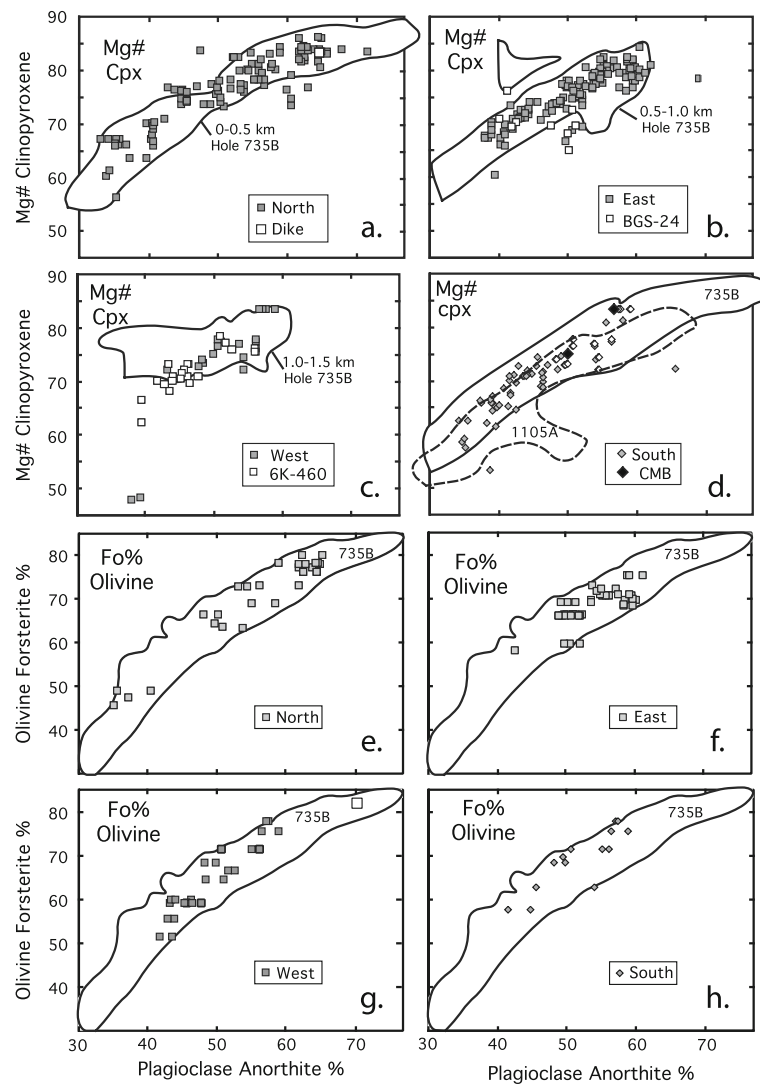 90
80
70
60
50
Mg# Clinopyroxene
Mg#
Cpx
0-0.5 km
Hole 735B
North
Dike
a.
Mg#
Cpx
0.5-1.0 km
Hole 735B
East
BGS-24
b.
90
80
70
60
50
Mg# Clinopyroxene
Mg#
Cpx
1.0-1.5 km
Hole 735B
West
6K-460
c.
Mg#
cpx
735B
1105A
South
CMB
d.
80
70
60
50
40
Olivine Forsterite %
Fo%
Olivine
735B
North
e.
Fo%
Olivine
735B
East
f.
80
70
60
50
40
Olivine Forsterite %
Fo%
Olivine
735B
West
g.
Fo%
Olivine
735B
South
h.
30 40 50 60 70
30 40 50 60 70
Plagioclase Anorthite %
Plagioclase Anorthite %